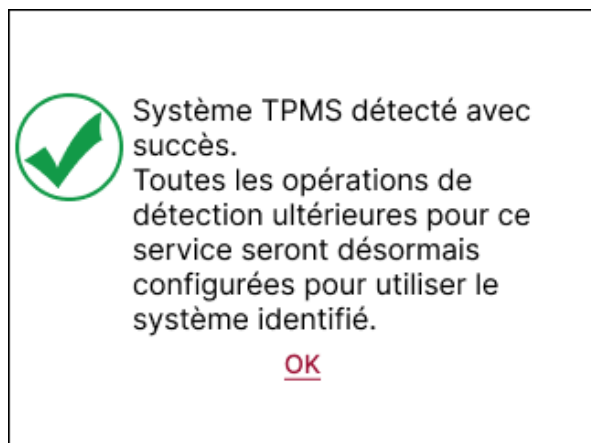 Système TPMS détecté avec
succès.
Toutes les opérations de
détection ultérieures pour ce
service seront désormais
configurées pour utiliser le
système identifié.
OK